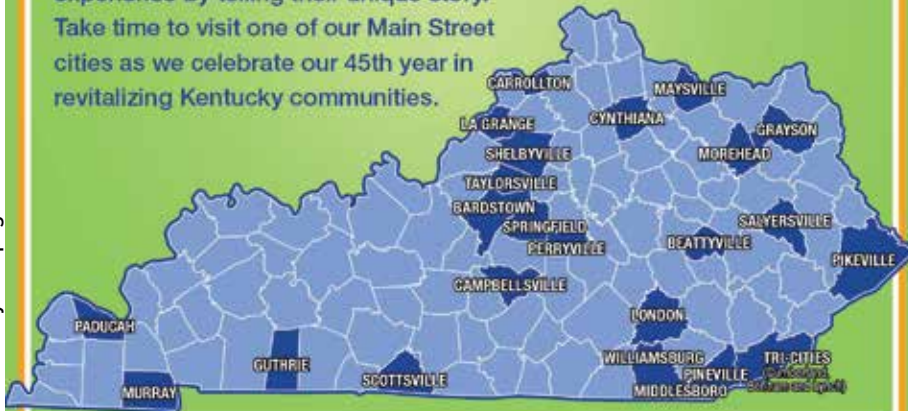 Take time to visit one of our Main Street
cities as we celebrate our 45th year in
revitalizing Kentucky communities.
CARROLLTON
MAYSVILLE
LA GRANGE
CYNTHIANA
GRAYSON
SHELBYVILLE
MOREHEAD
TAYLORSVILLE
BARDSTOWN
SPRINGFIELD
SALYERSVILLE
PERRYVILLE
BEATTYVILLE
PIKEVILLE
CAMPBELLSVILLE
PADUCAH
LONDON
GUTHRIE
WILLIAMSBURG
TRI-CITIES
SCOTTSVILLE
PINEVILLE
MURRAY
MIDDLESBORO